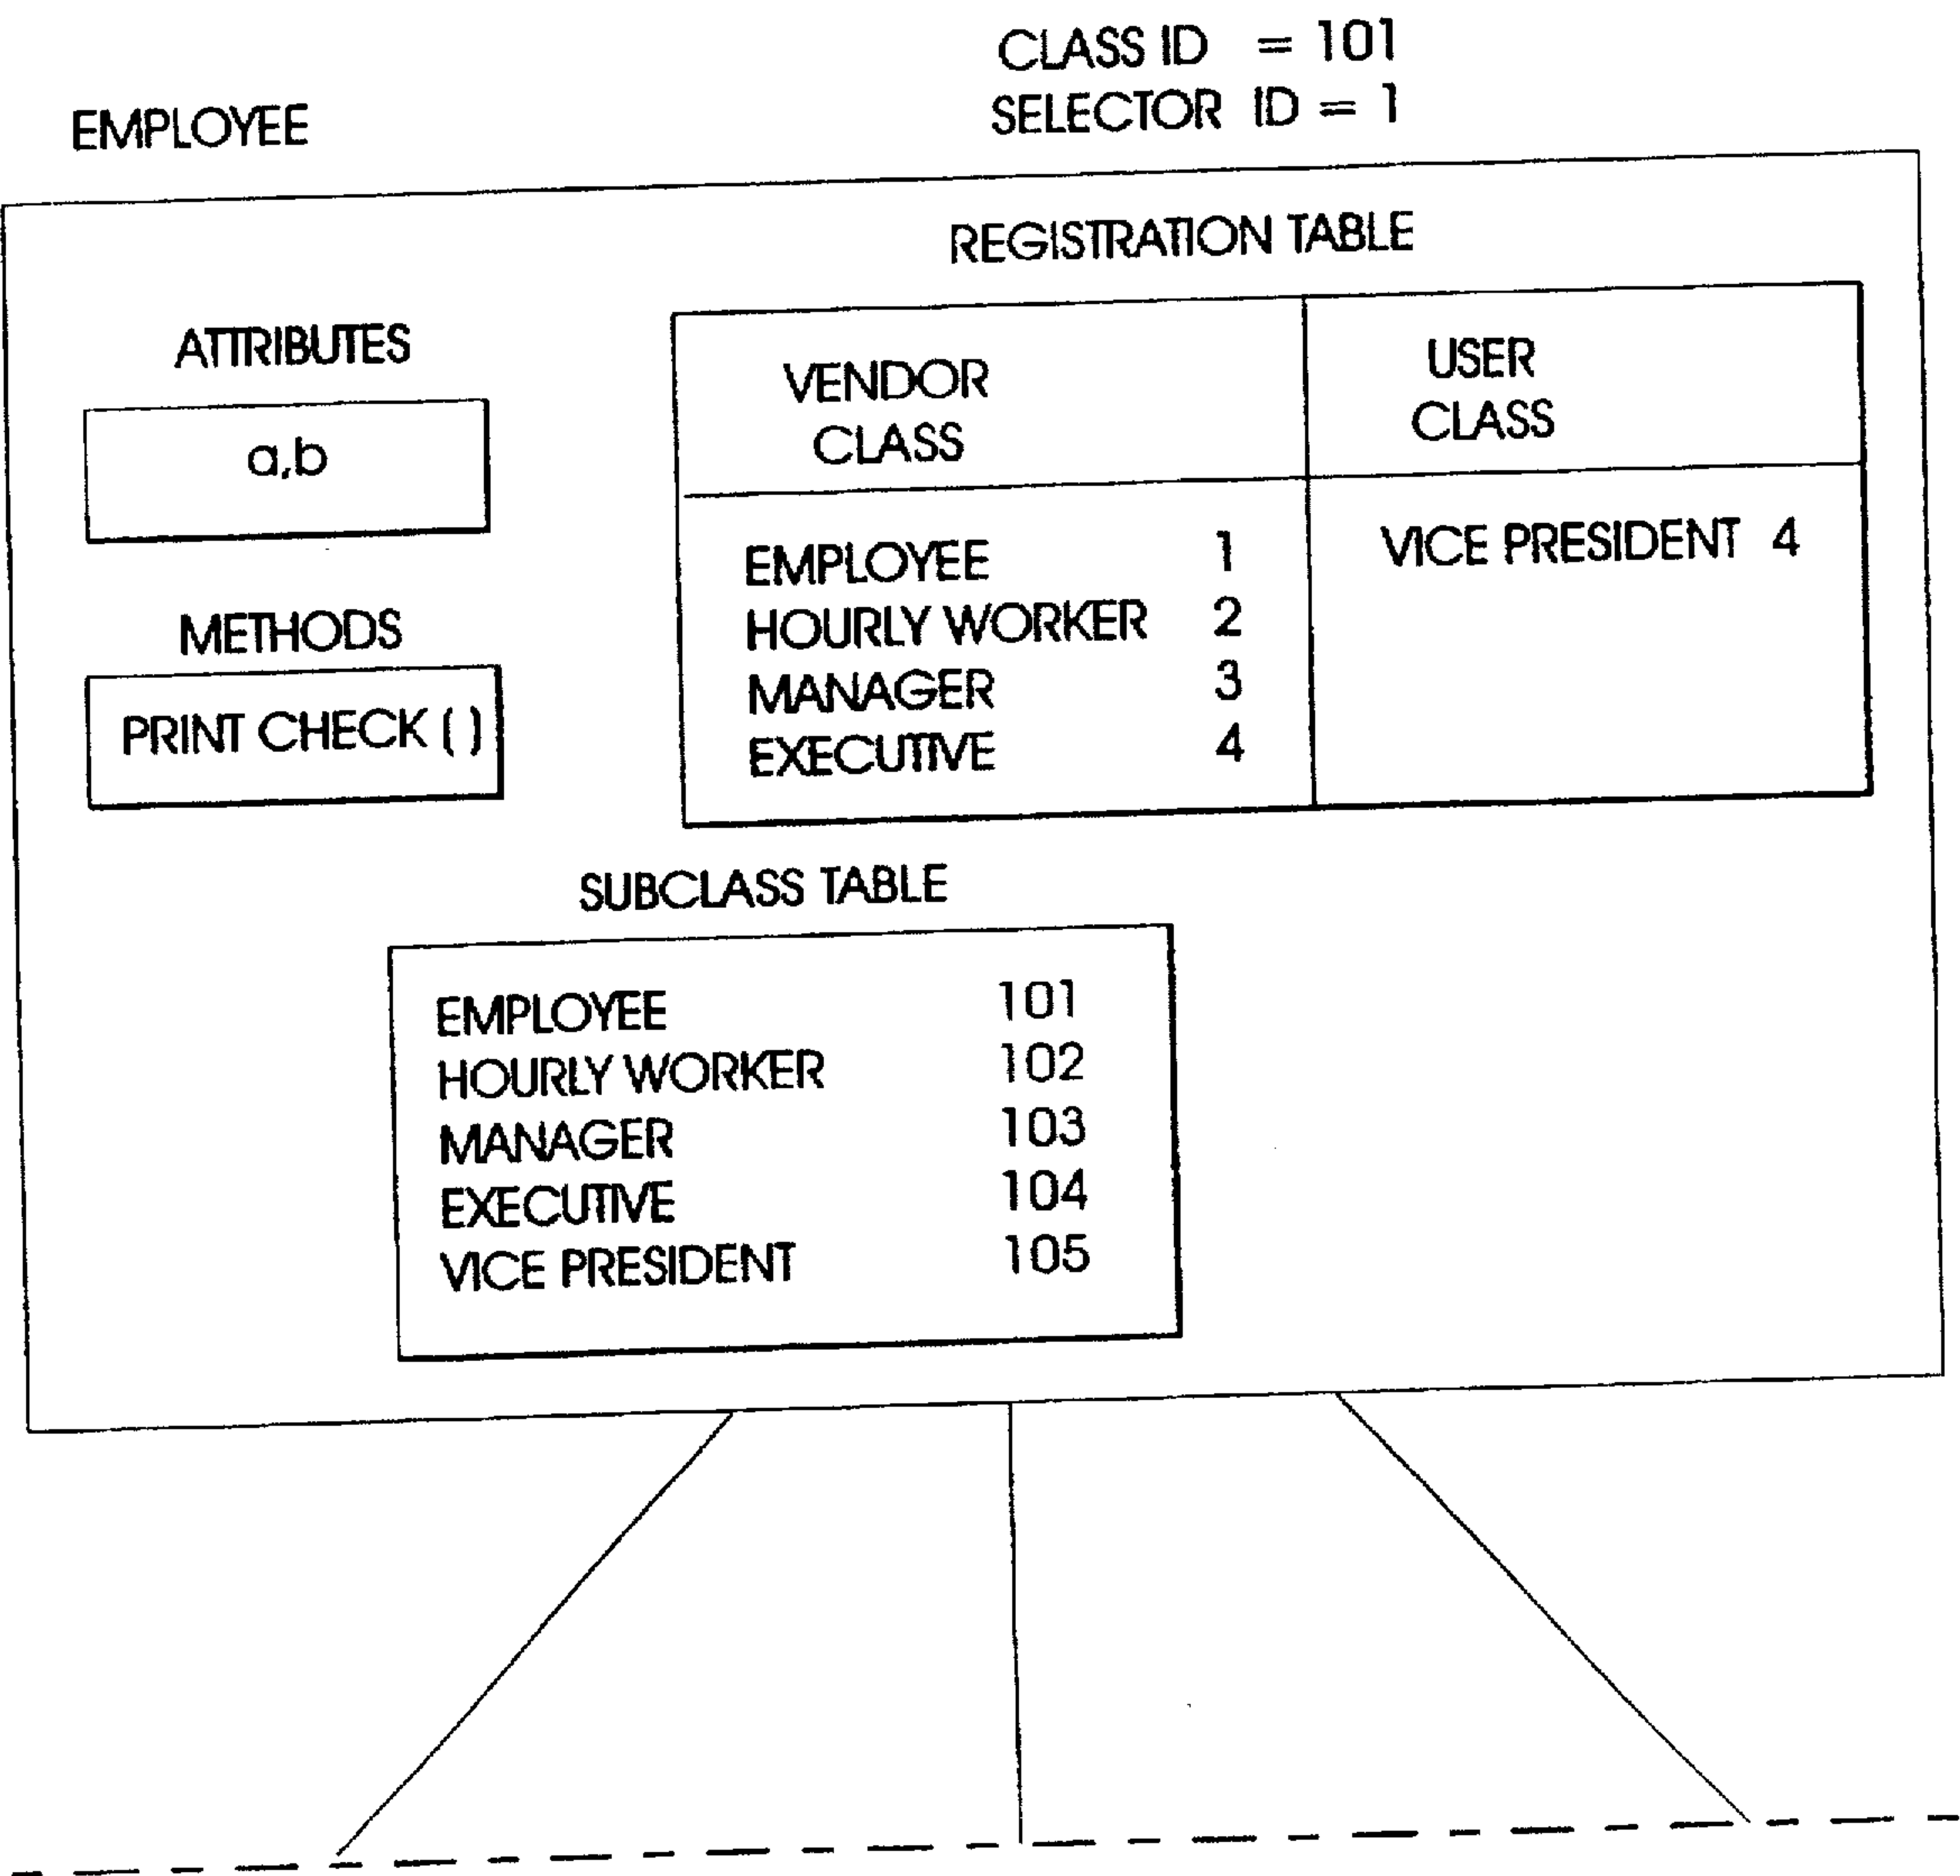 CLASS ID = 101
SELECTOR ID = 1
EMPLOYEE
REGISTRATION TABLE
ATTRIBUTES
a,b
METHODS
PRINT CHECK ( )
VENDOR
CLASS
USER
CLASS
EMPLOYEE 1
HOURLY WORKER 2
MANAGER 3
EXECUTIVE 4
VICE PRESIDENT 4
SUBCLASS TABLE
EMPLOYEE 101
HOURLY WORKER 102
MANAGER 103
EXECUTIVE 104
VICE PRESIDENT 105